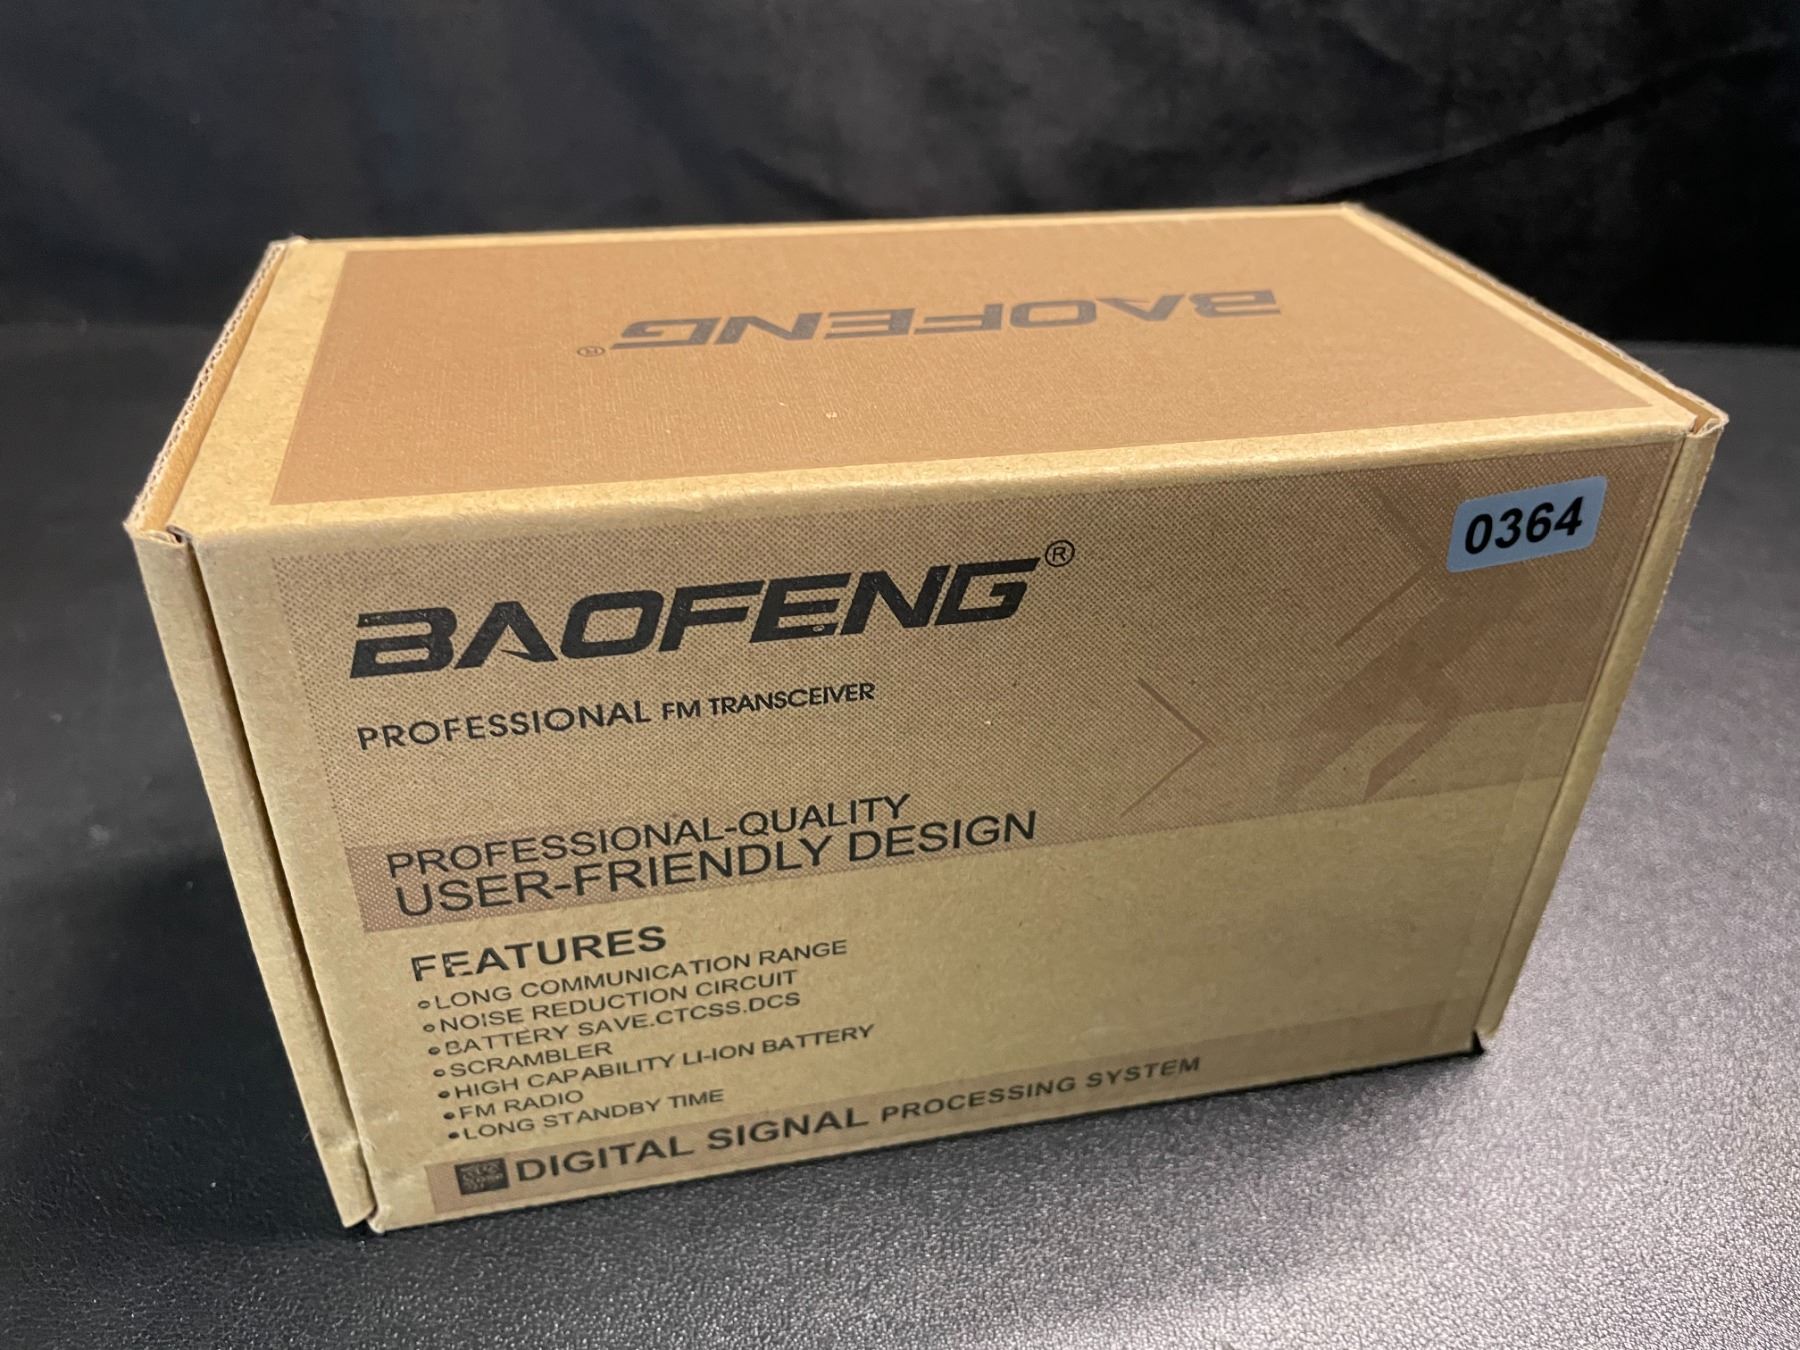 BAOFENG®
0364
BAOFENG®
PROFESSIONAL FM TRANSCEIVER
PROFESSIONAL-QUALITY
USER-FRIENDLY DESIGN
FEATURES
•LONG COMMUNICATION RANGE
•NOISE REDUCTION CIRCUIT
•BATTERY SAVE.CTCSS.DCS
•SCRAMBLER
•HIGH CAPABILITY LI-ION BATTERY
•FM RADIO
•LONG STANDBY TIME
DIGITAL SIGNAL PROCESSING SYSTEM